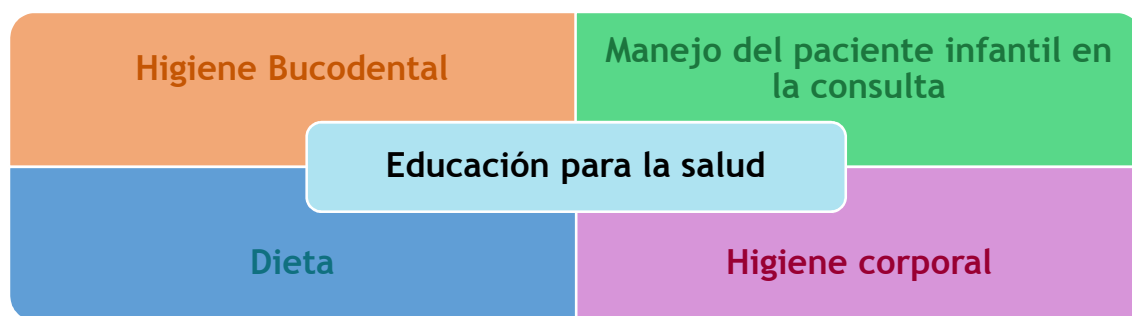 Higiene Bucodental
Manejo del paciente infantil en
la consulta
Educación para la salud
Dieta
Higiene corporal